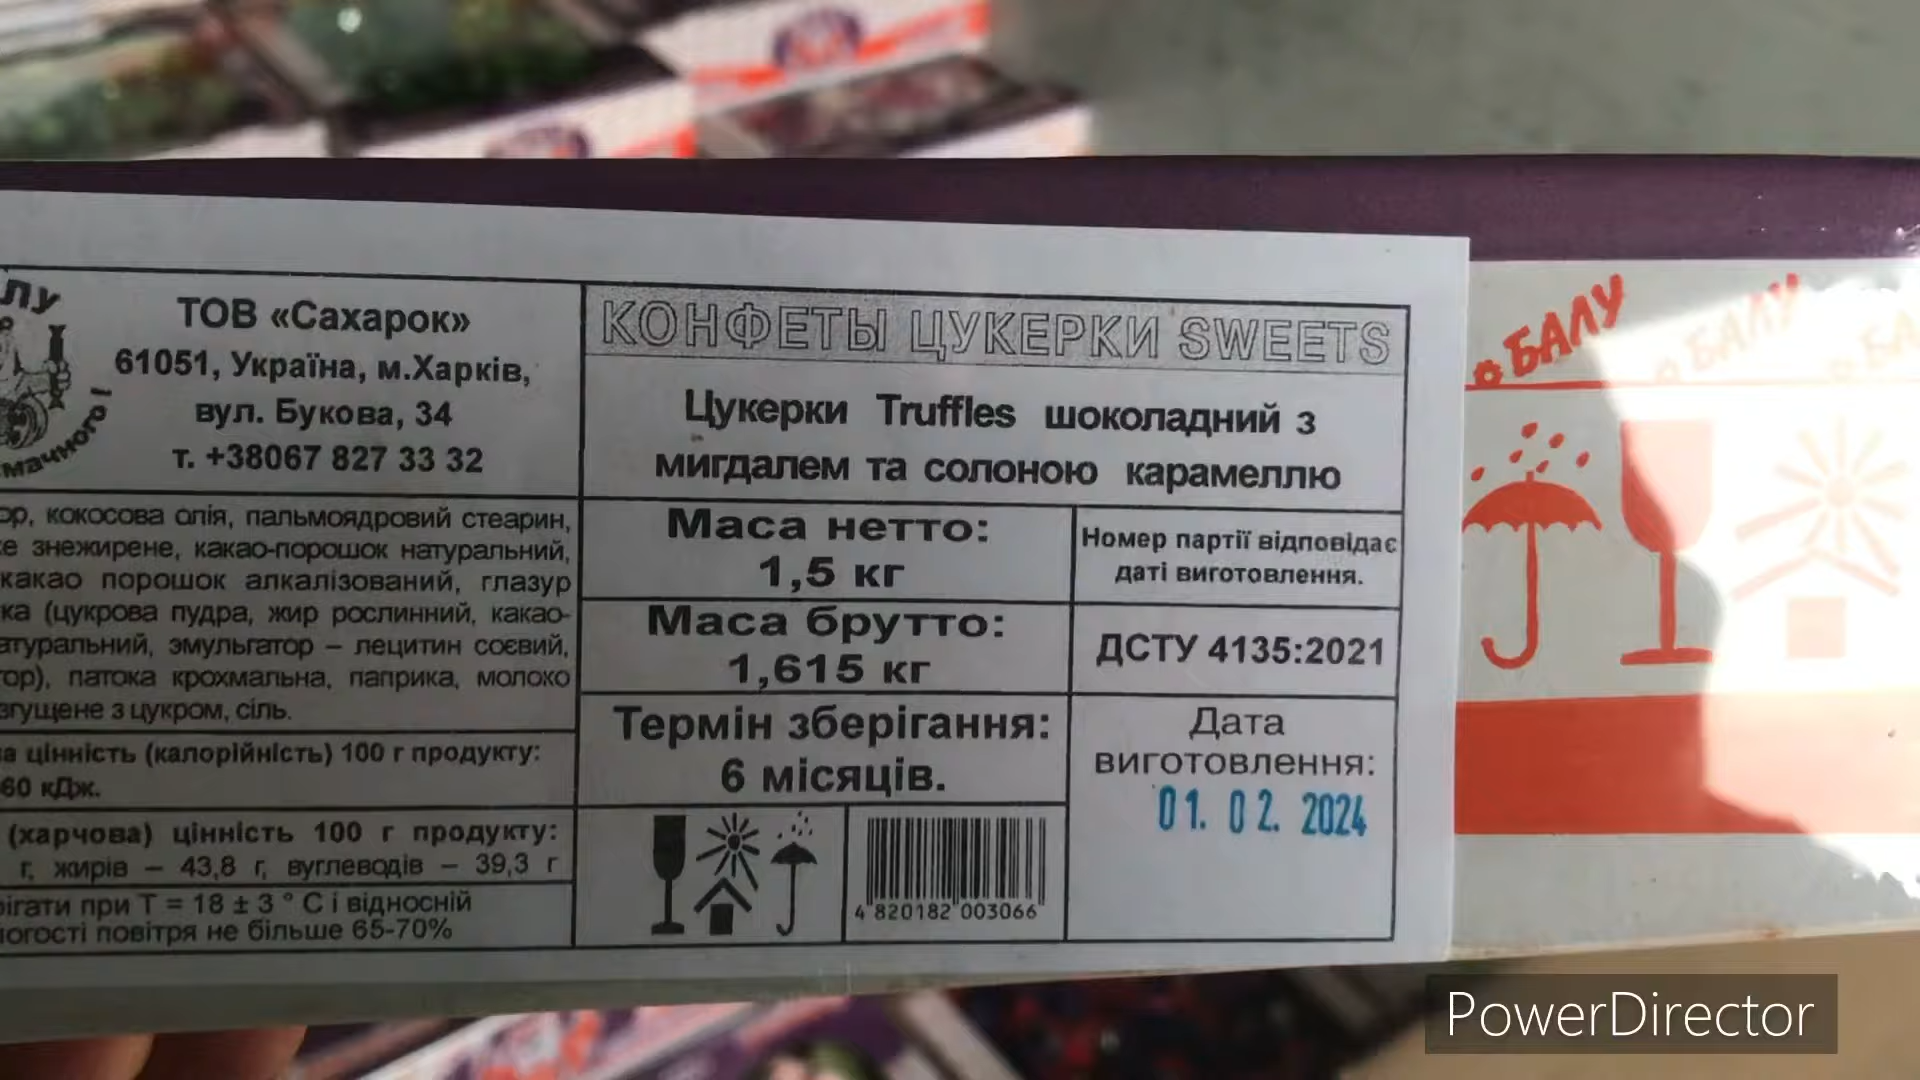 БАЛУ
ТОВ «Сахарок»
61051, Україна, м.Харків,
вул. Букова, 34
т. +38067 827 33 32
кокосова олія, пальмоядровий стеарин,
знежирене, какао-порошок натуральний,
какао порошок алкалізований, глазур
(цукрова пудра, жир рослинний, какао-
емульгатор – лецитин соєвий,
патока крохмальна, паприка, молоко
згущене з цукром, сіль.
цінність (калорійність) 100 г продукту:
60 кДж.
(харчова) цінність 100 г продукту:
г, жирів – 43,8 г, вуглеводів – 39,3 г
при Т = 18 ± 3 ° С і відносній
повітря не більше 65-70%
КОНФЕТЫ ЦУКЕРКИ SWEETS
Цукерки Truffles шоколадний з
мигдалем та солоною карамеллю
Маса нетто:
1,5 кг
Номер партії відповідає
даті виготовлення.
Маса брутто:
1,615 кг
ДСТУ 4135:2021
Термін зберігання:
6 місяців.
Дата
виготовлення:
01. 02. 2024
4 820182 003066
БАЛУ
PowerDirector